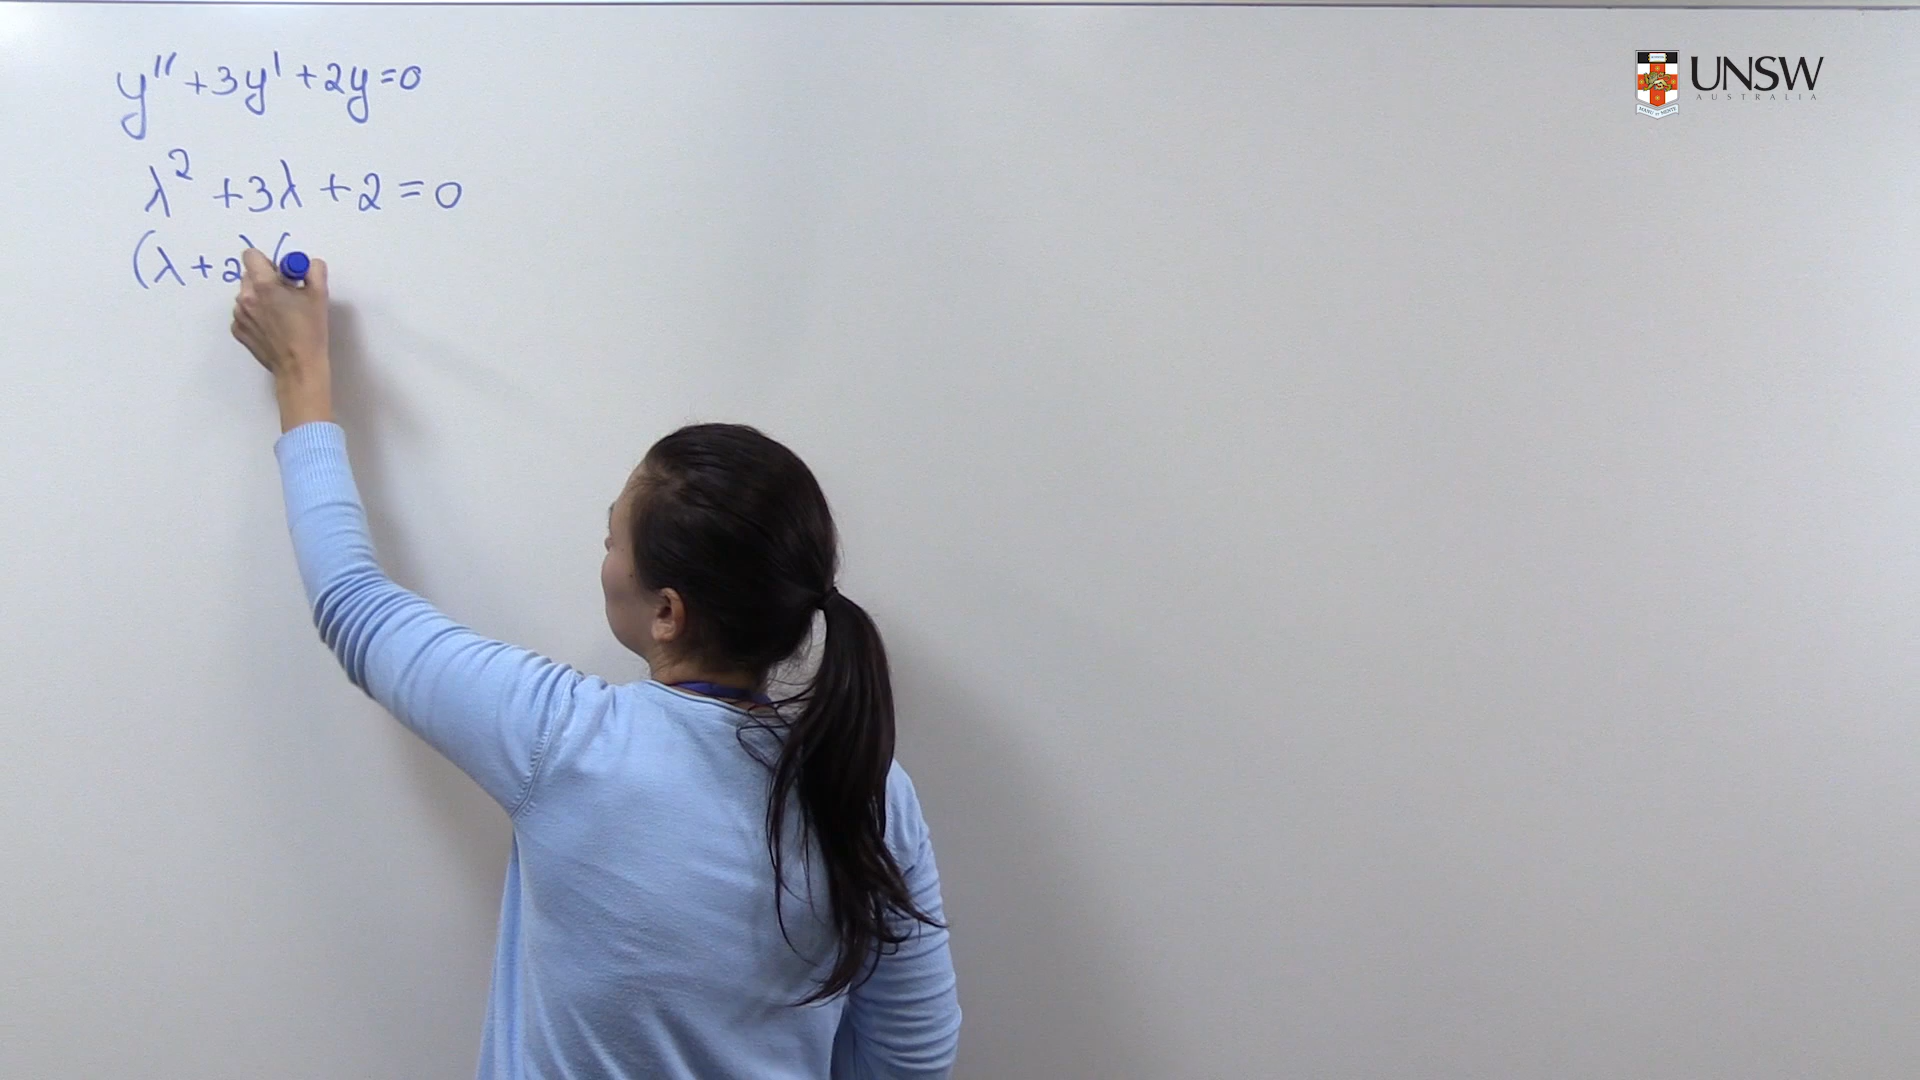 y'' + 3y' + 2y = 0
λ² + 3λ + 2 = 0
(λ + 2)(
UNSW
AUSTRALIA